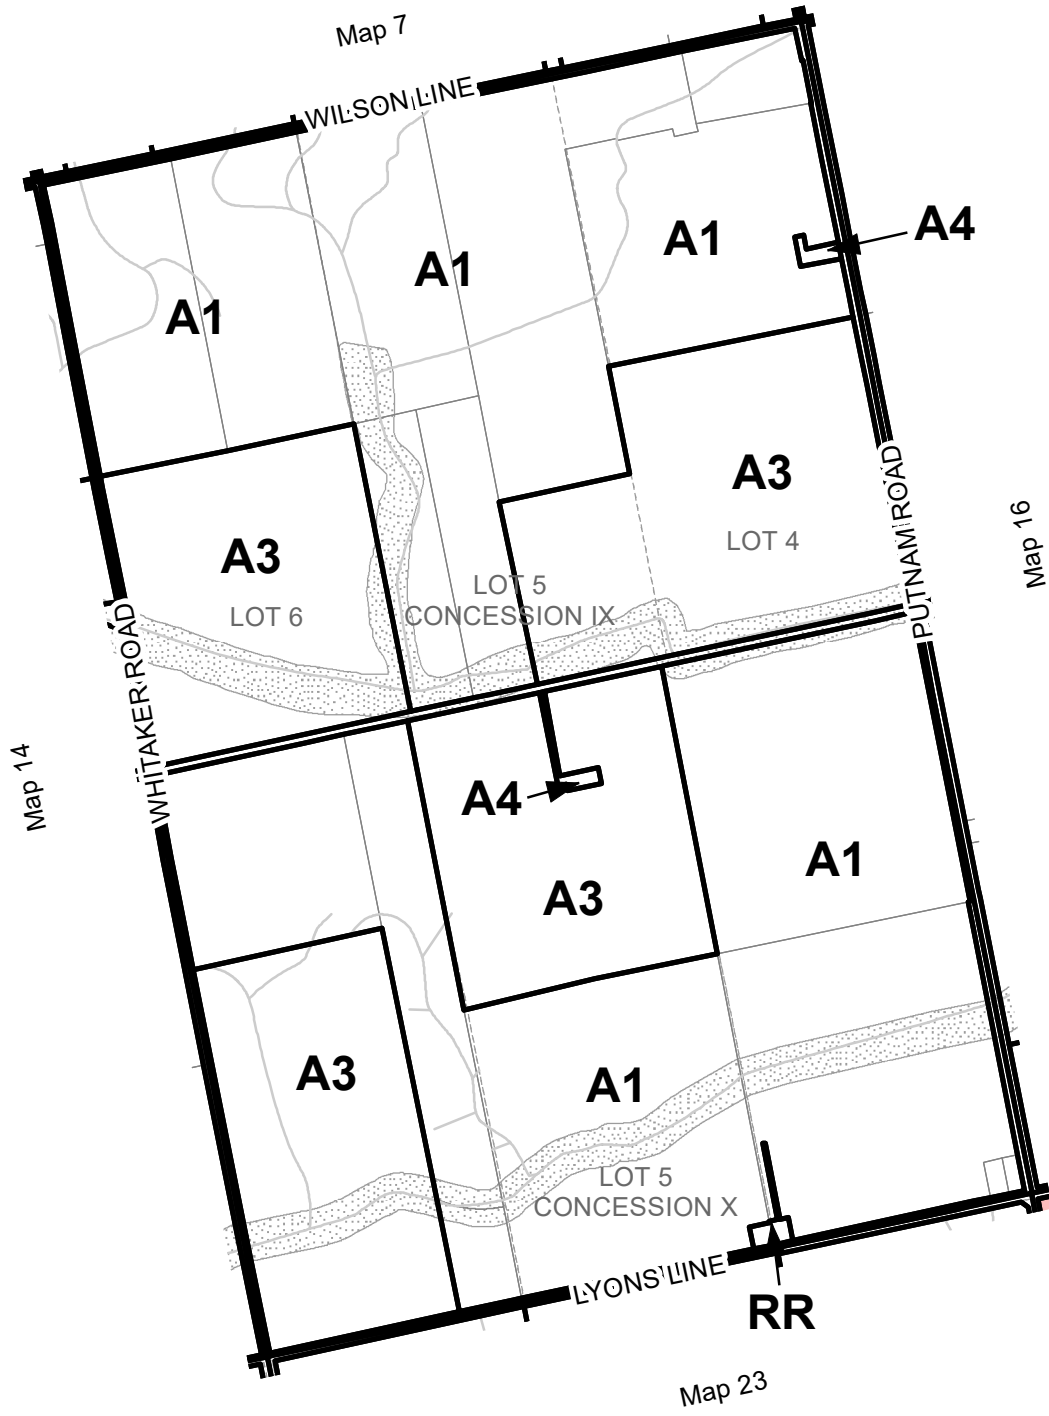 Map 7
WILSON LINE
A1
A4
A1
A1
A3
PUTNAM ROAD
Map 16
A3
LOT 4
LOT 5
CONCESSION IX
LOT 6
WHITAKER ROAD
Map 14
A4
A1
A3
A3
A1
LOT 5
CONCESSION X
LYONS LINE
RR
Map 23